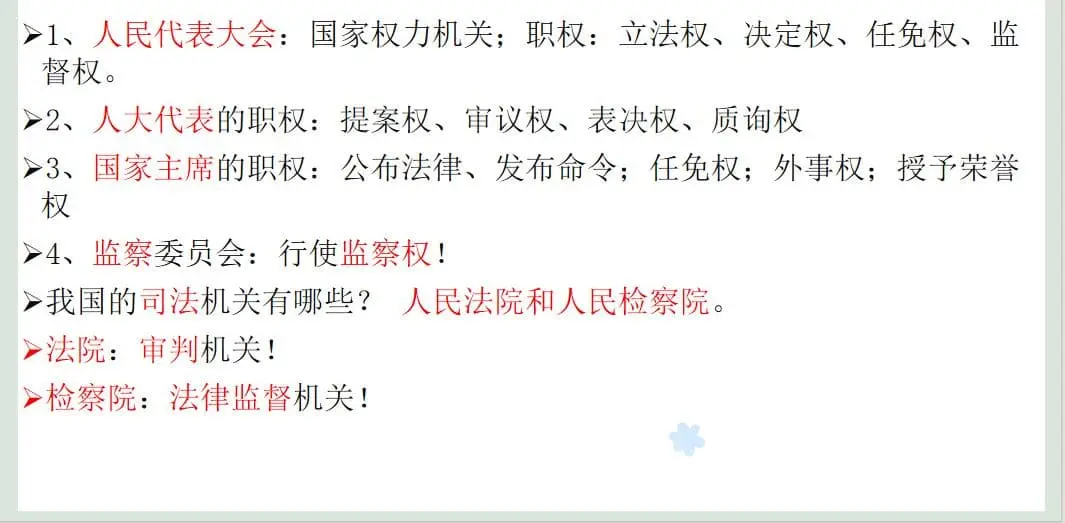 ➢1、人民代表大会：国家权力机关；职权：立法权、决定权、任免权、监
督权。
➢2、人大代表的职权：提案权、审议权、表决权、质询权
➢3、国家主席的职权：公布法律、发布命令；任免权；外事权；授予荣誉
权
➢4、监察委员会：行使监察权！
➢我国的司法机关有哪些？ 人民法院和人民检察院。
➢法院：审判机关！
➢检察院：法律监督机关！